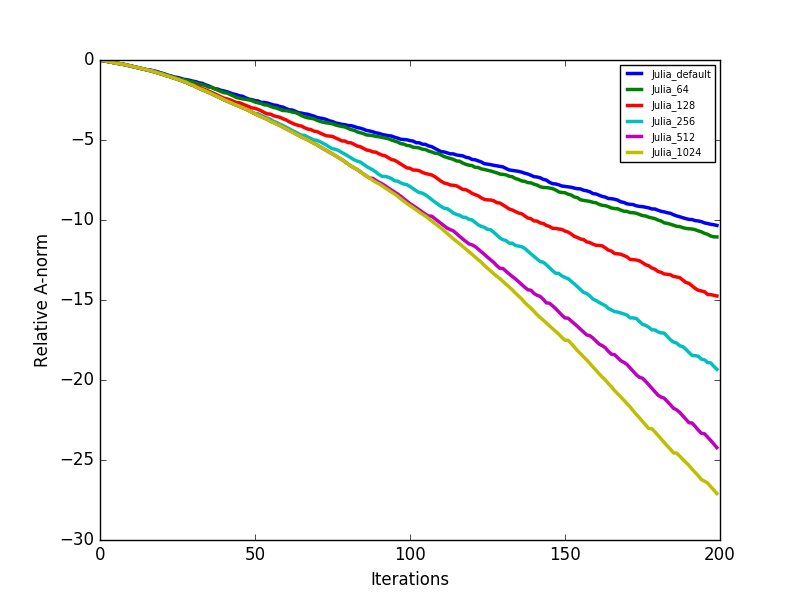 0
−5
−10
−15
−20
−25
−30
Relative A-norm
0
50
100
150
200
Iterations
Julia_default
Julia_64
Julia_128
Julia_256
Julia_512
Julia_1024